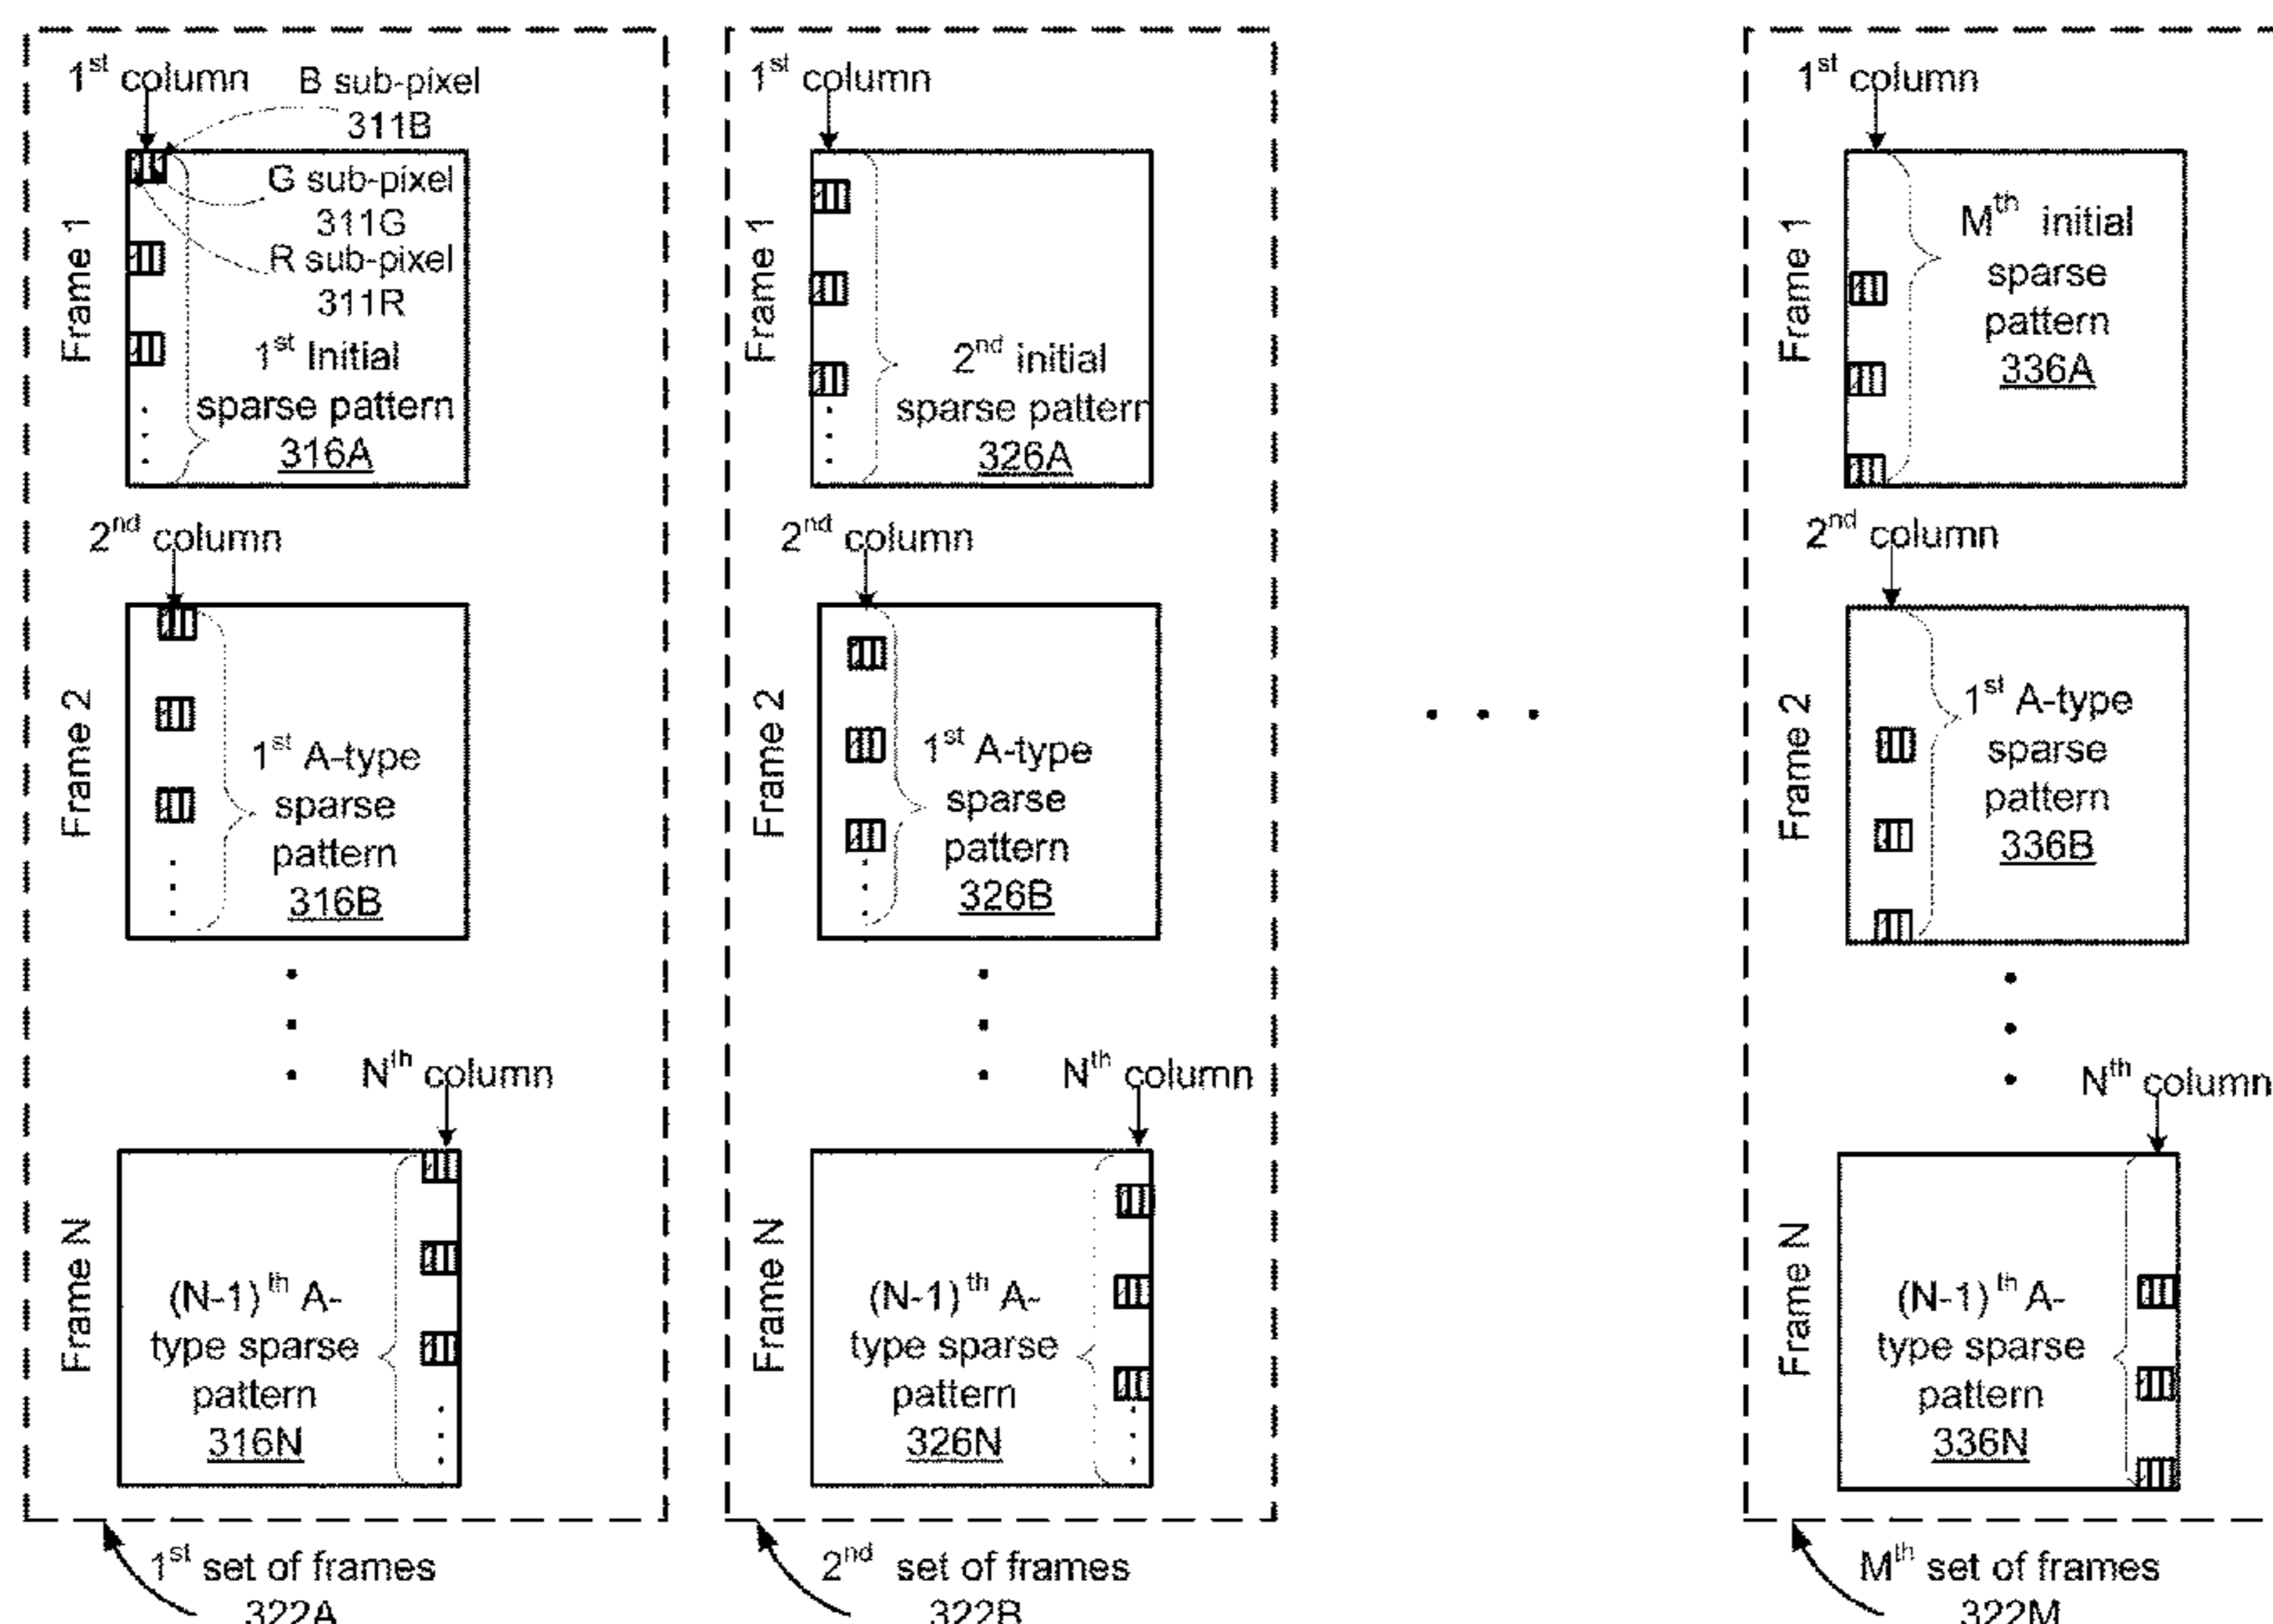 1st column
B sub-pixel
311B
G sub-pixel
311G
R sub-pixel
311R
1st Initial
sparse pattern
316A
Frame 1
2nd column
1st A-type
sparse
pattern
316B
Frame 2
Nth column
(N-1)th A-
type sparse
pattern
316N
Frame N
1st set of frames
322A
1st column
2nd initial
sparse pattern
326A
Frame 1
2nd column
1st A-type
sparse
pattern
326B
Frame 2
Nth column
(N-1)th A-
type sparse
pattern
326N
Frame N
2nd set of frames
322B
1st column
Mth initial
sparse
pattern
336A
Frame 1
2nd column
1st A-type
sparse
pattern
336B
Frame 2
Nth column
(N-1)th A-
type sparse
pattern
336N
Frame N
Mth set of frames
322M